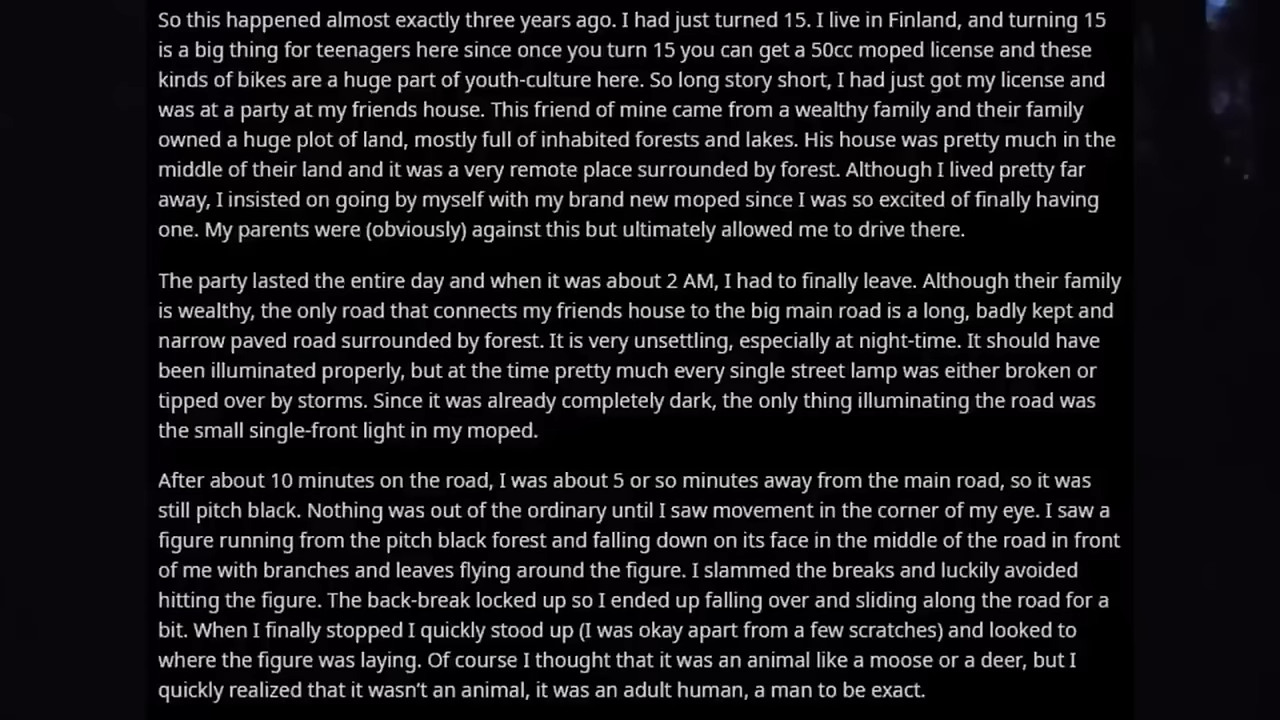 So this happened almost exactly three years ago. I had just turned 15. I live in Finland, and turning 15
is a big thing for teenagers here since once you turn 15 you can get a 50cc moped license and these
kinds of bikes are a huge part of youth-culture here. So long story short, I had just got my license and
was at a party at my friends house. This friend of mine came from a wealthy family and their family
owned a huge plot of land, mostly full of inhabited forests and lakes. His house was pretty much in the
middle of their land and it was a very remote place surrounded by forest. Although I lived pretty far
away, I insisted on going by myself with my brand new moped since I was so excited of finally having
one. My parents were (obviously) against this but ultimately allowed me to drive there.
The party lasted the entire day and when it was about 2 AM, I had to finally leave. Although their family
is wealthy, the only road that connects my friends house to the big main road is a long, badly kept and
narrow paved road surrounded by forest. It is very unsettling, especially at night-time. It should have
been illuminated properly, but at the time pretty much every single street lamp was either broken or
tipped over by storms. Since it was already completely dark, the only thing illuminating the road was
the small single-front light in my moped.
After about 10 minutes on the road, I was about 5 or so minutes away from the main road, so it was
still pitch black. Nothing was out of the ordinary until I saw movement in the corner of my eye. I saw a
figure running from the pitch black forest and falling down on its face in the middle of the road in front
of me with branches and leaves flying around the figure. I slammed the breaks and luckily avoided
hitting the figure. The back-break locked up so I ended up falling over and sliding along the road for a
bit. When I finally stopped I quickly stood up (I was okay apart from a few scratches) and looked to
where the figure was laying. Of course I thought that it was an animal like a moose or a deer, but I
quickly realized that it wasn't an animal, it was an adult human, a man to be exact.